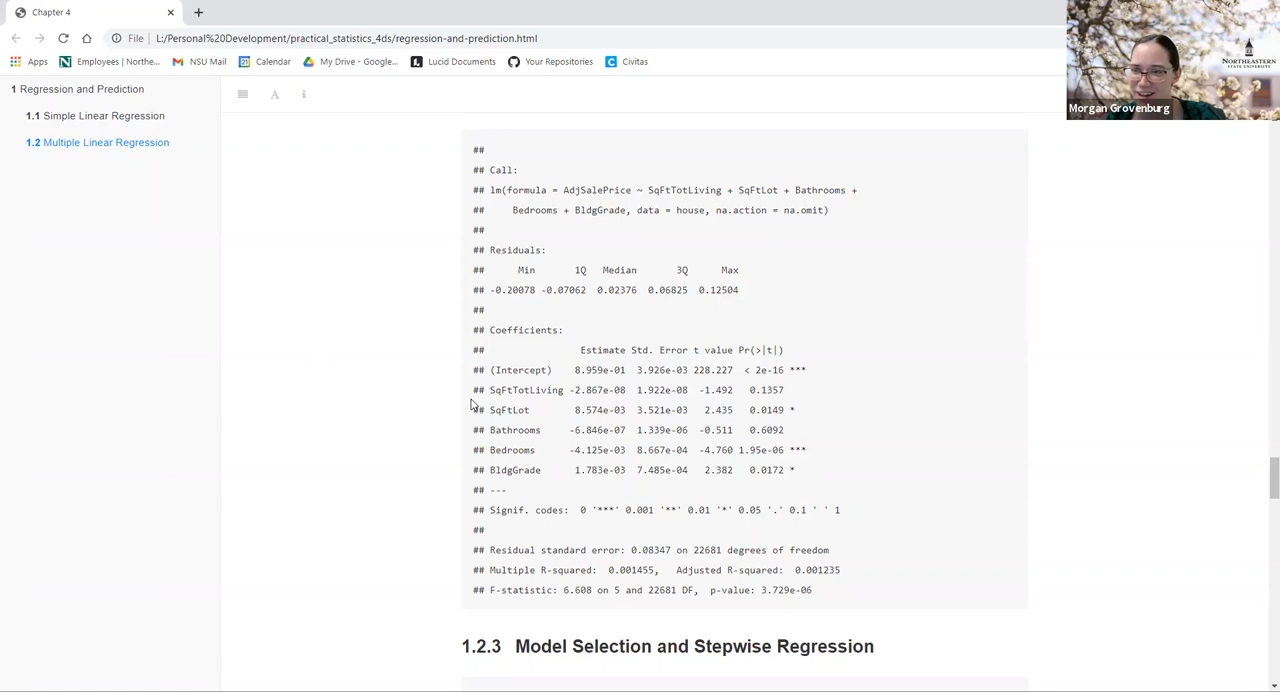 Chapter 4
File L:/Personal%20Development/practical_statistics_4ds/regression-and-prediction.html
Apps Employees | Northe... NSU Mail Calendar My Drive - Google... Lucid Documents Your Repositories Civitas
NORTHEASTERN
STATE UNIVERSITY
Morgan Grovenburg
1 Regression and Prediction
1.1 Simple Linear Regression
1.2 Multiple Linear Regression
##
## Call:
## lm(formula = AdjSalePrice ~ SqFtTotLiving + SqFtLot + Bathrooms +
##     Bedrooms + BldgGrade, data = house, na.action = na.omit)
##
## Residuals:
##      Min       1Q   Median       3Q      Max
## -0.20078 -0.07062  0.02376  0.06825  0.12504
##
## Coefficients:
##                 Estimate Std. Error t value Pr(>|t|)
## (Intercept)    8.959e-01  3.926e-03 228.227  < 2e-16 ***
## SqFtTotLiving -2.867e-08  1.922e-08  -1.492   0.1357
## SqFtLot        8.574e-03  3.521e-03   2.435   0.0149 *
## Bathrooms     -6.846e-07  1.339e-06  -0.511   0.6092
## Bedrooms      -4.125e-03  8.667e-04  -4.760 1.95e-06 ***
## BldgGrade      1.783e-03  7.485e-04   2.382   0.0172 *
## ---
## Signif. codes:  0 '***' 0.001 '**' 0.01 '*' 0.05 '.' 0.1 ' ' 1
##
## Residual standard error: 0.08347 on 22681 degrees of freedom
## Multiple R-squared:  0.001455,   Adjusted R-squared:  0.001235
## F-statistic: 6.608 on 5 and 22681 DF,  p-value: 3.729e-06
1.2.3 Model Selection and Stepwise Regression